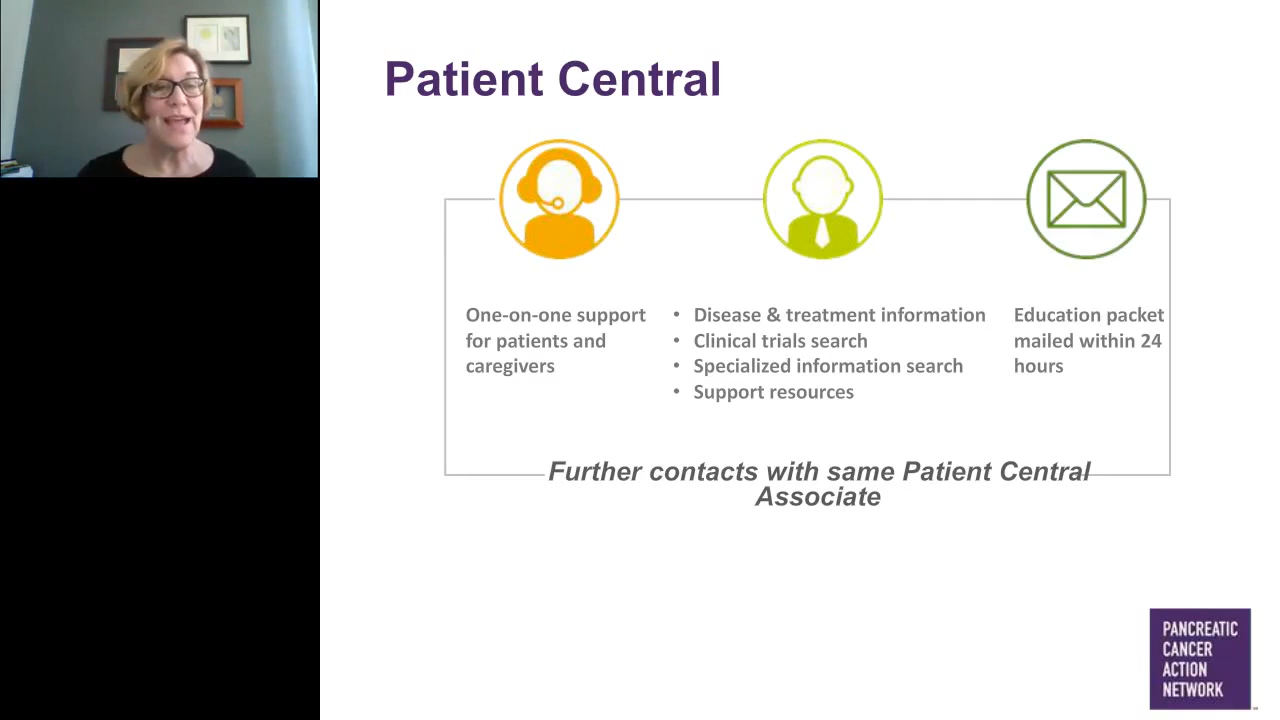 Patient Central
One-on-one support
for patients and
caregivers
• Disease & treatment information
• Clinical trials search
• Specialized information search
• Support resources
Education packet
mailed within 24
hours
Further contacts with same Patient Central
Associate
PANCREATIC
CANCER
ACTION
NETWORK